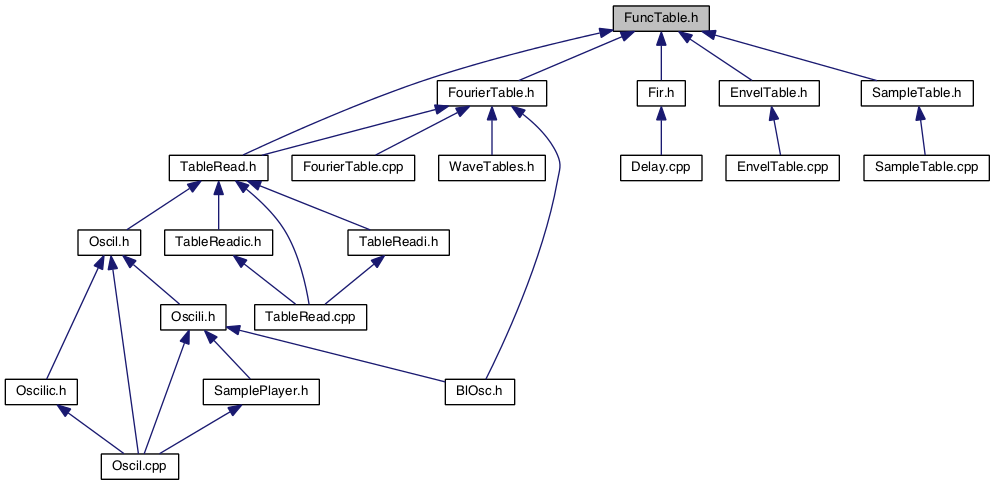 FuncTable.h
FourierTable.h
Fir.h
EnvelTable.h
SampleTable.h
TableRead.h
FourierTable.cpp
WaveTables.h
Delay.cpp
EnvelTable.cpp
SampleTable.cpp
Oscil.h
TableReadic.h
TableReadi.h
Oscili.h
TableRead.cpp
Oscilic.h
SamplePlayer.h
BlOsc.h
Oscil.cpp